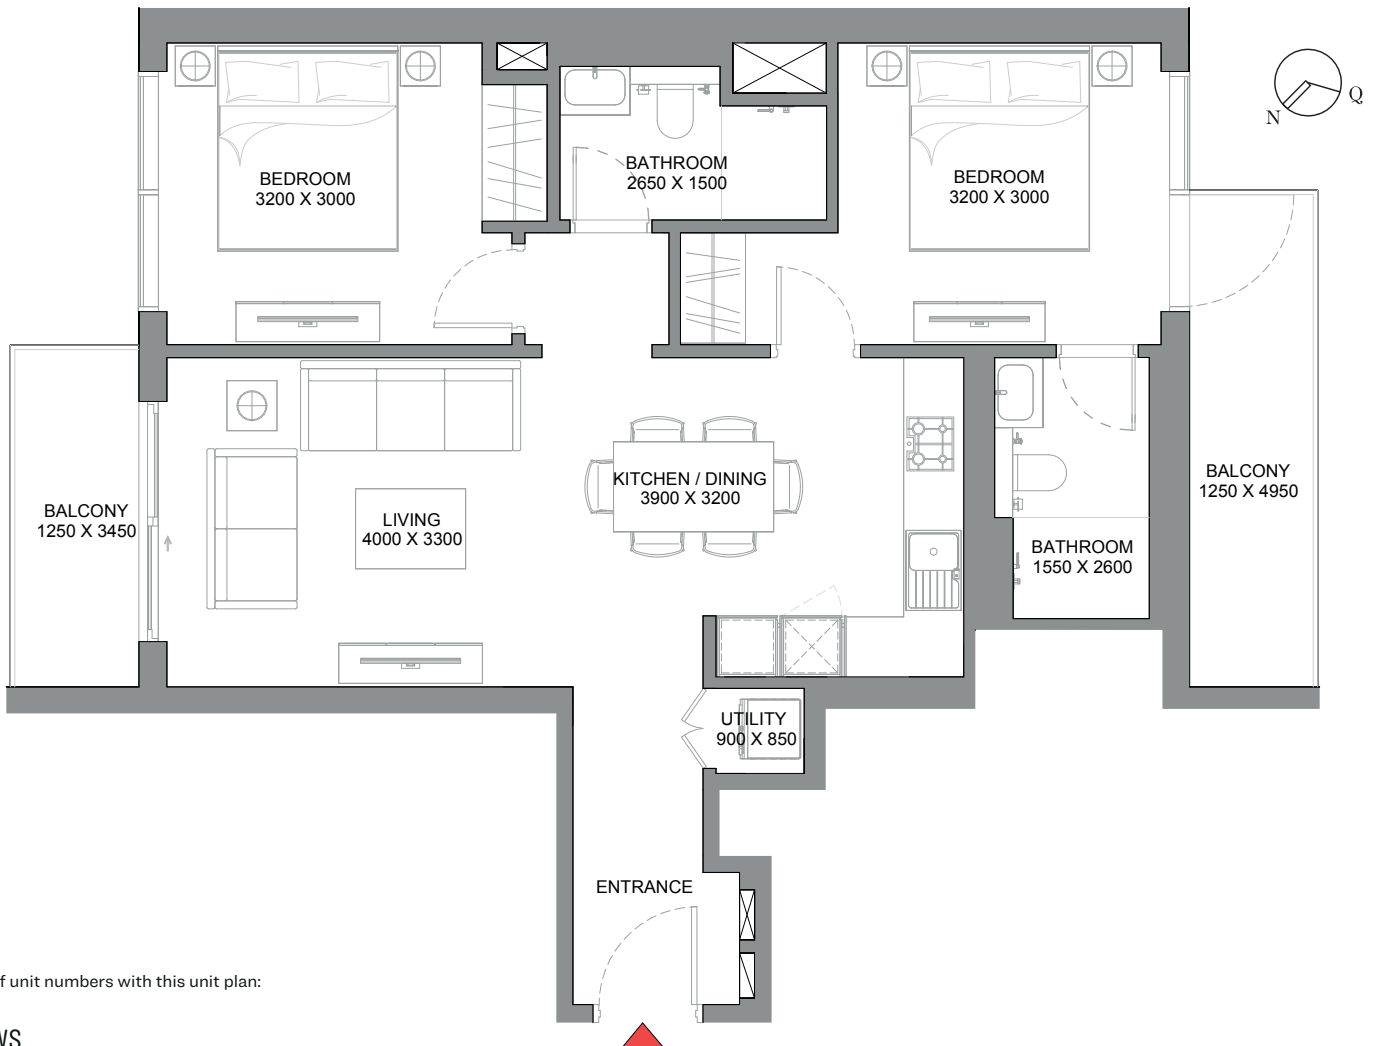 BEDROOM
3200 X 3000
BATHROOM
2650 X 1500
BEDROOM
3200 X 3000
N
Q
BALCONY
1250 X 3450
LIVING
4000 X 3300
KITCHEN / DINING
3900 X 3200
BATHROOM
1550 X 2600
BALCONY
1250 X 4950
UTILITY
900 X 850
ENTRANCE
f unit numbers with this unit plan: